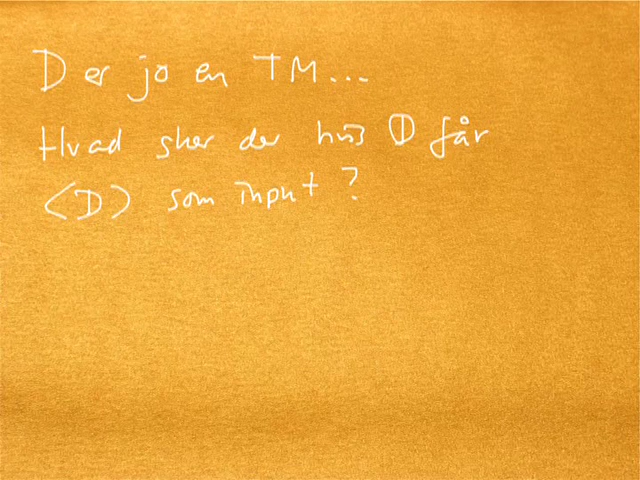 D er jo en TM...
Hvad sker der hvis D får
<D> som input?